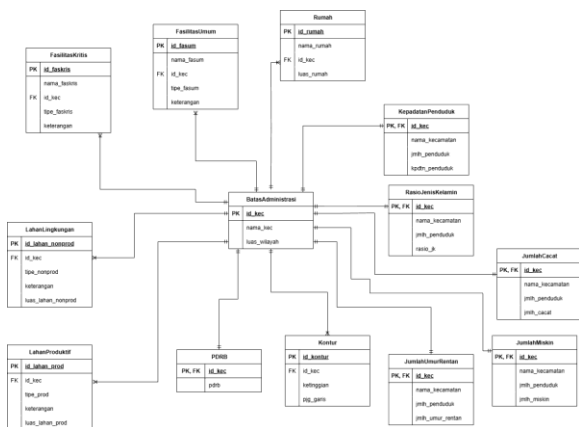 Rumah
PK id_rumah
nama_rumah
FK id_kec
luas_rumah
FasilitasUmum
PK id_fasum
nama_fasum
FK id_kec
tipe_fasum
keterangan
FasilitasKritis
PK id_faskris
nama_faskris
FK id_kec
tipe_faskris
keterangan
KepadatanPenduduk
PK, FK id_kec
nama_kecamatan
jmlh_penduduk
kpdtn_penduduk
BatasAdministrasi
PK id_kec
nama_kec
luas_wilayah
RasioJenisKelamin
PK, FK id_kec
nama_kecamatan
jmlh_penduduk
rasio_jk
LahanLingkungan
PK id_lahan_nonprod
FK id_kec
tipe_nonprod
keterangan
luas_lahan_nonprod
JumlahCacat
PK, FK id_kec
nama_kecamatan
jmlh_penduduk
jmlh_cacat
LahanProduktif
PK id_lahan_prod
FK id_kec
tipe_prod
keterangan
luas_lahan_prod
PDRB
PK, FK id_kec
pdrb
Kontur
PK id_kontur
FK id_kec
ketinggian
pjg_garis
JumlahUmurRentan
PK, FK id_kec
nama_kecamatan
jmlh_penduduk
jmlh_umur_rentan
JumlahMiskin
PK, FK id_kec
nama_kecamatan
jmlh_penduduk
jmlh_miskin